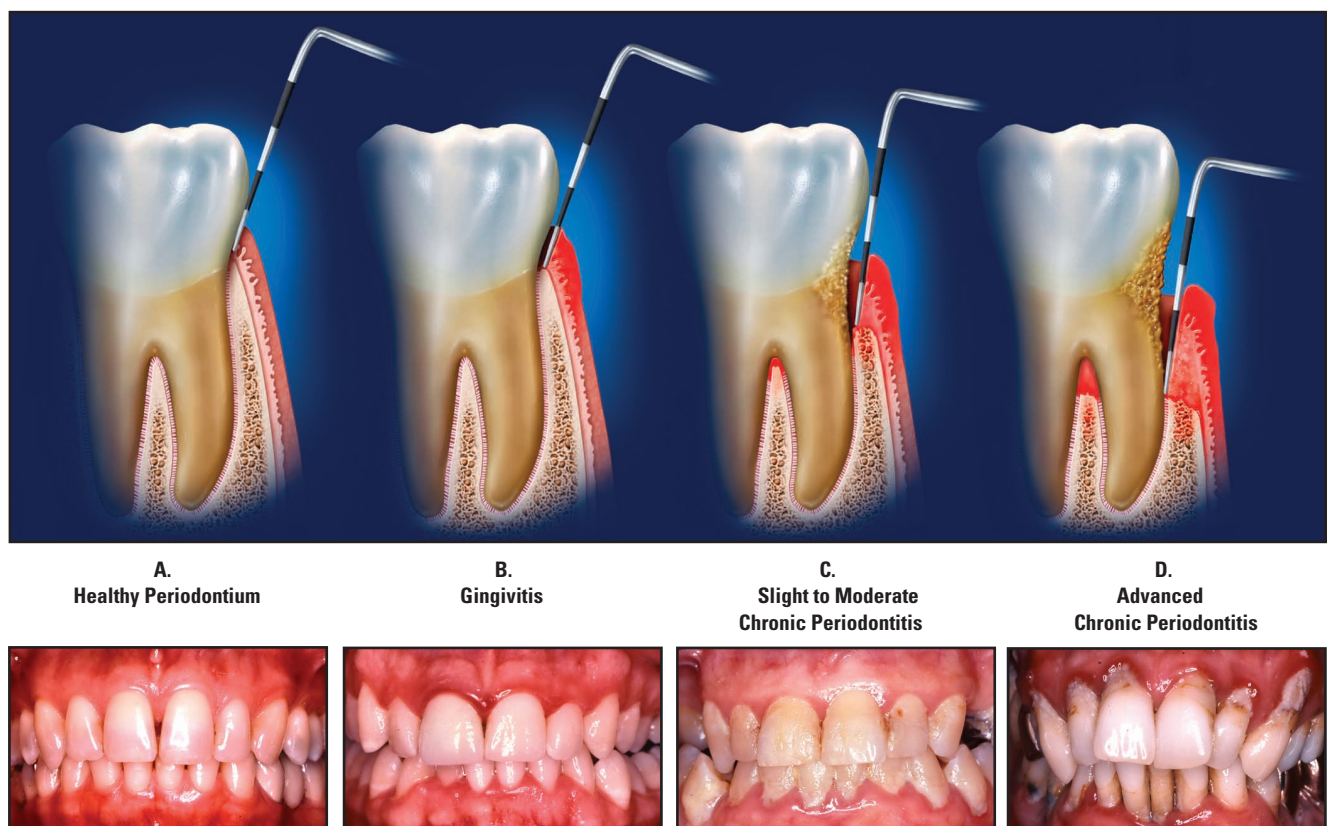 A.
Healthy Periodontium
B.
Gingivitis
C.
Slight to Moderate
Chronic Periodontitis
D.
Advanced
Chronic Periodontitis